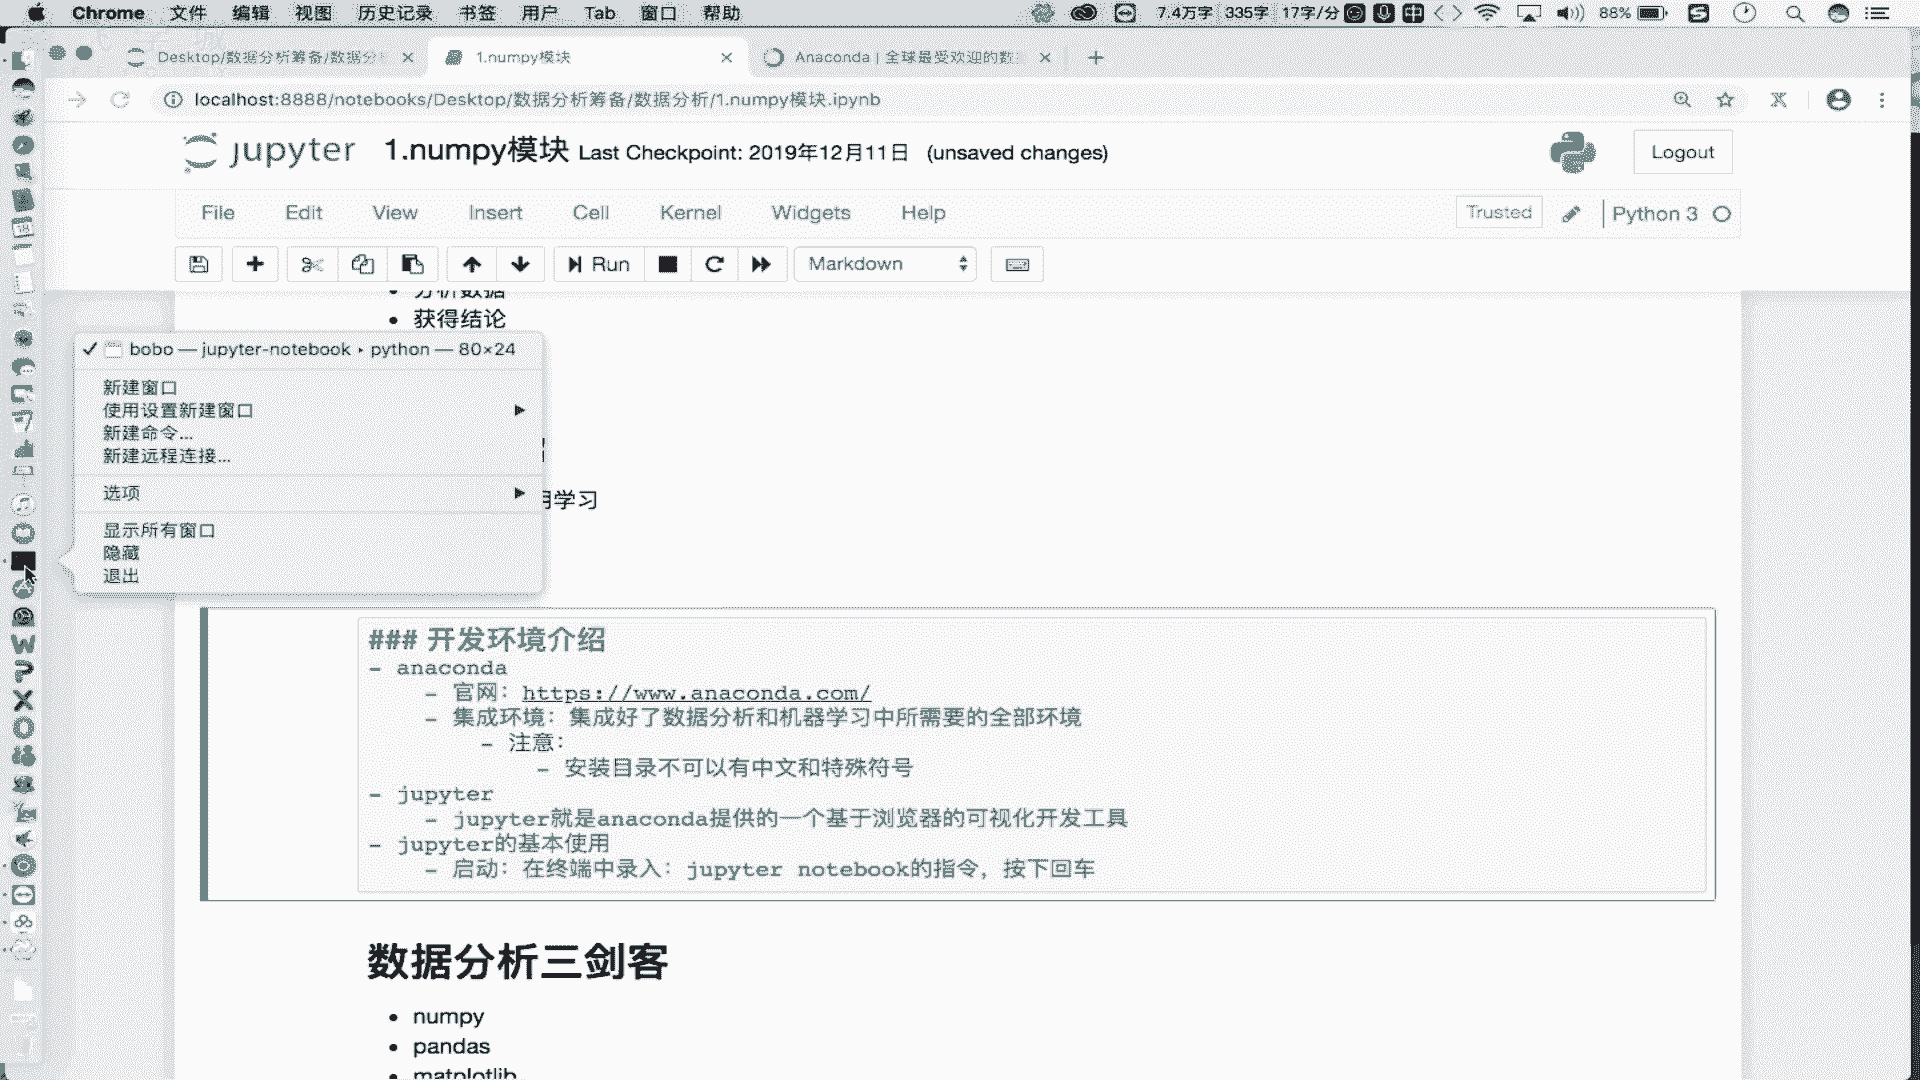 Chrome 文件 编辑 视图 历史记录 书签 用户 Tab 窗口 帮助 7.4万字 335字 17字/分 中 88%
Desktop/数据分析筹备/数据分析 1.numpy模块 Anaconda | 全球最受欢迎的数
localhost:8888/notebooks/Desktop/数据分析筹备/数据分析/1.numpy模块.ipynb
jupyter 1.numpy模块 Last Checkpoint: 2019年12月11日 (unsaved changes) Logout
File Edit View Insert Cell Kernel Widgets Help Trusted Python 3
Run Markdown
分析数据
获得结论
bobo — jupyter-notebook ▸ python — 80×24
新建窗口
使用设置新建窗口
新建命令...
新建远程连接...
选项
学习
显示所有窗口
隐藏
退出
### 开发环境介绍
- anaconda
- 官网：https://www.anaconda.com/
- 集成环境：集成好了数据分析和机器学习中所需要的全部环境
- 注意：
- 安装目录不可以有中文和特殊符号
- jupyter
- jupyter就是anaconda提供的一个基于浏览器的可视化开发工具
- jupyter的基本使用
- 启动：在终端中录入：jupyter notebook的指令，按下回车
数据分析三剑客
numpy
pandas
matplotlib